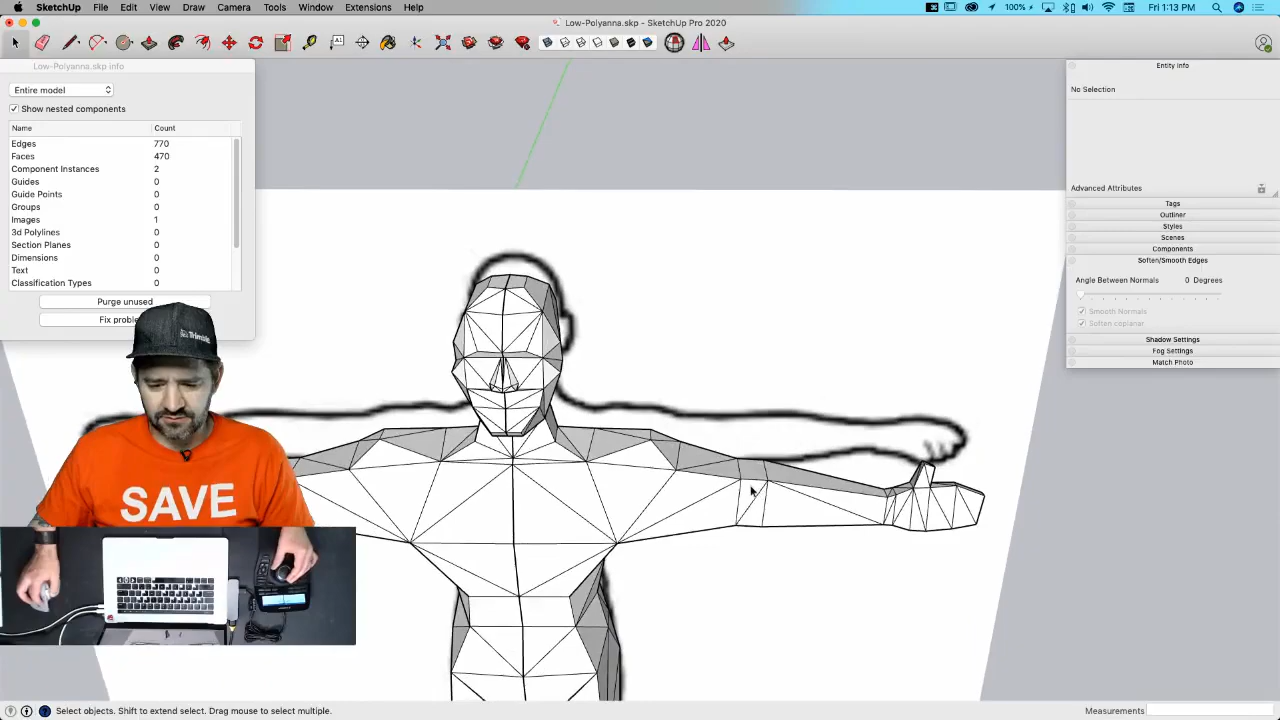 SketchUp File Edit View Draw Camera Tools Window Extensions Help 100% Fri 1:13 PM
Low-Polyanna.skp - SketchUp Pro 2020
Low-Polyanna.skp info
Entire model
Show nested components
Name Count
Edges 770
Faces 470
Component Instances 2
Guides 0
Guide Points 0
Groups 0
Images 1
3d Polylines 0
Section Planes 0
Dimensions 0
Text 0
Classification Types 0
Purge unused
Fix proble
Trimble
SAVE
Entity Info
No Selection
Advanced Attributes
Tags
Outliner
Styles
Scenes
Components
Soften/Smooth Edges
Angle Between Normals 0 Degrees
Smooth Normals
Soften coplanar
Shadow Settings
Fog Settings
Match Photo
Select objects. Shift to extend select. Drag mouse to select multiple.
Measurements